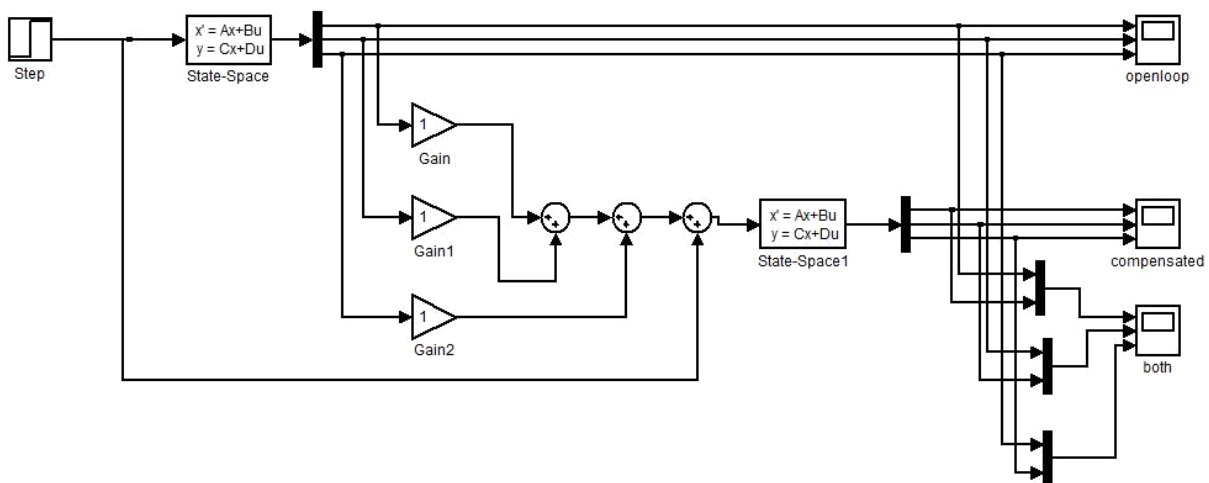 Step
x' = Ax+Bu
y = Cx+Du
State-Space
openloop
1
Gain
1
Gain1
1
Gain2
x' = Ax+Bu
y = Cx+Du
State-Space1
compensated
both